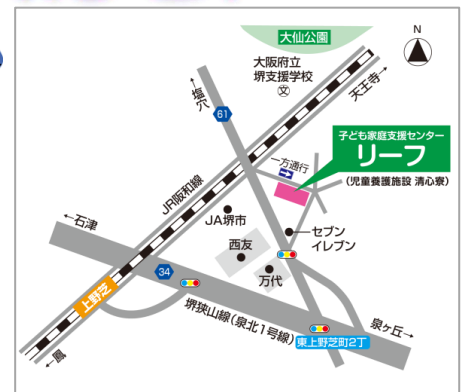 N
大仙公園
大阪府立
堺支援学校
文
天王寺→
←塩穴
61
子ども家庭支援センター
リーフ
(児童養護施設 清心寮)
一方通行
JR阪和線
JA堺市
セブン
イレブン
←石津
西友
万代
34
上野芝
堺狭山線(泉北1号線)
東上野芝町2丁
泉ヶ丘→
←鳳